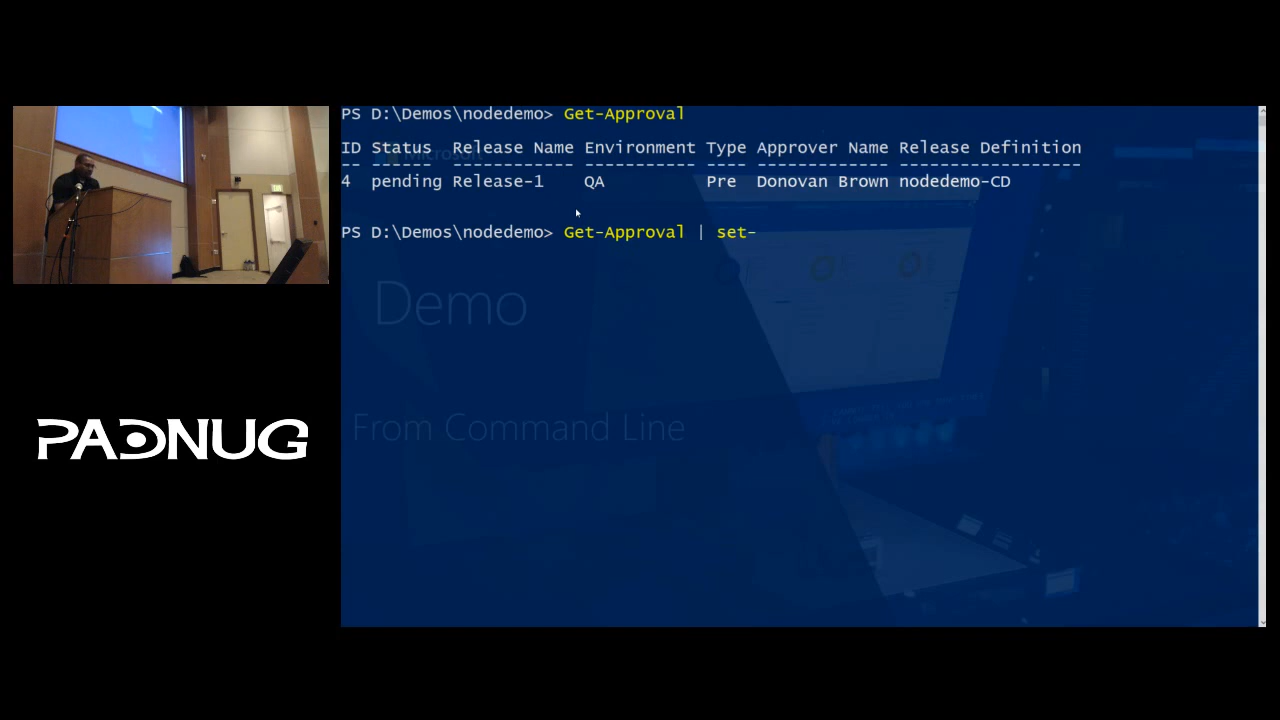 PS D:\Demos\nodedemo> Get-Approval
ID Status Release Name Environment Type Approver Name Release Definition
-- ------ ------------ ----------- ---- ------------- ------------------
4 pending Release-1 QA Pre Donovan Brown nodedemo-CD
PS D:\Demos\nodedemo> Get-Approval | set-
Microsoft
Demo
From Command Line
PADNUG